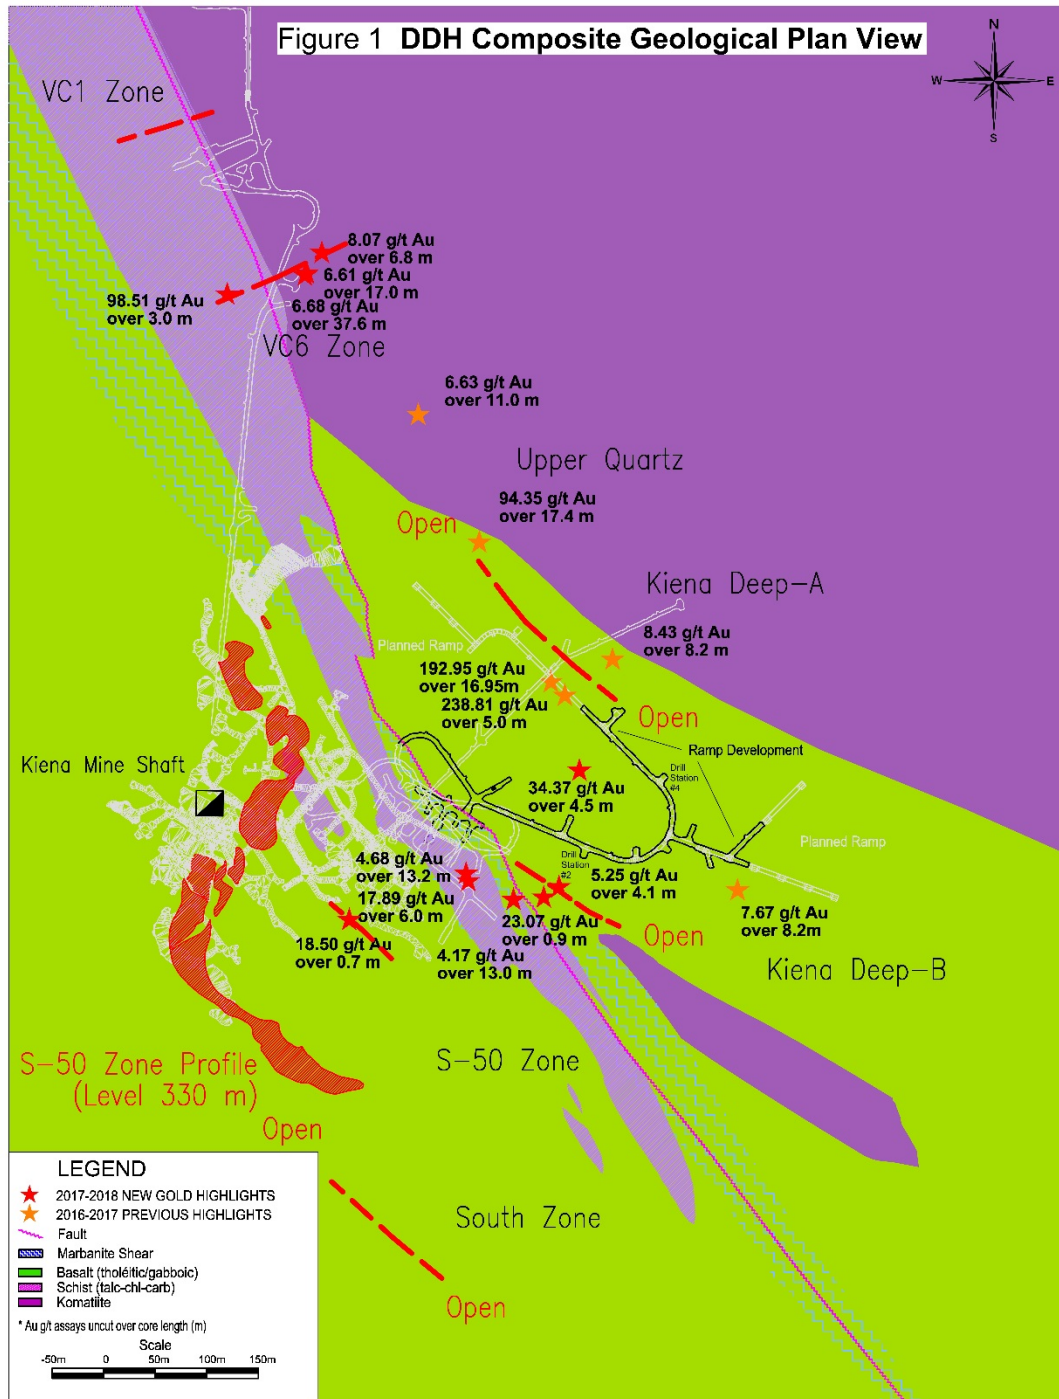 Figure 1 DDH Composite Geological Plan View
N
W
E
S
VC1 Zone
8.07 g/t Au
over 6.8 m
6.61 g/t Au
over 17.0 m
98.51 g/t Au
over 3.0 m
6.68 g/t Au
over 37.6 m
VC6 Zone
6.63 g/t Au
over 11.0 m
Upper Quartz
94.35 g/t Au
over 17.4 m
Open
Kiena Deep-A
8.43 g/t Au
over 8.2 m
Planned Ramp
192.95 g/t Au
over 16.95m
238.81 g/t Au
over 5.0 m
Open
Ramp Development
Kiena Mine Shaft
Drill
Station
#4
34.37 g/t Au
over 4.5 m
Planned Ramp
4.68 g/t Au
over 13.2 m
Drill
Station
#2
5.25 g/t Au
over 4.1 m
17.89 g/t Au
over 6.0 m
23.07 g/t Au
over 0.9 m
7.67 g/t Au
over 8.2m
18.50 g/t Au
over 0.7 m
4.17 g/t Au
over 13.0 m
Open
Kiena Deep-B
S-50 Zone
S-50 Zone Profile
(Level 330 m)
Open
South Zone
Open
LEGEND
2017-2018 NEW GOLD HIGHLIGHTS
2016-2017 PREVIOUS HIGHLIGHTS
Fault
Marbanite Shear
Basalt (tholéitic/gabboic)
Schist (talc-chl-carb)
Komatiite
* Au g/t assays uncut over core length (m)
Scale
-50m 0 50m 100m 150m